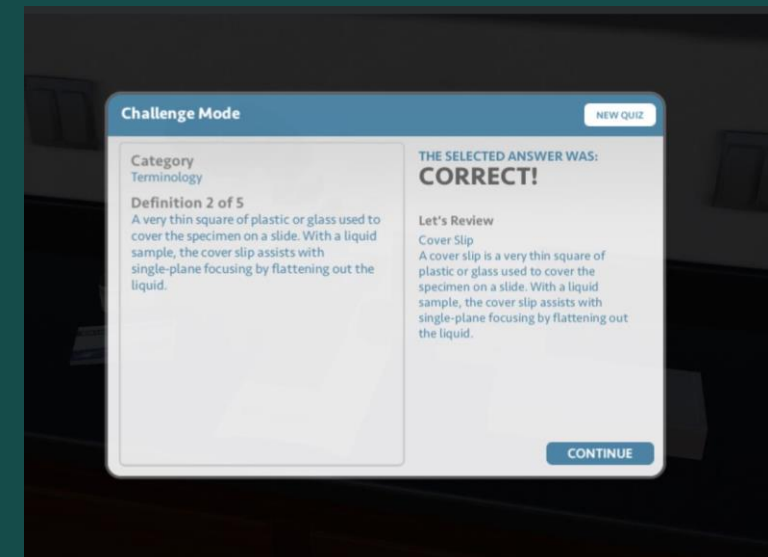 Challenge Mode
NEW QUIZ
Category
Terminology
Definition 2 of 5
A very thin square of plastic or glass used to
cover the specimen on a slide. With a liquid
sample, the cover slip assists with
single-plane focusing by flattening out the
liquid.
THE SELECTED ANSWER WAS:
CORRECT!
Let's Review
Cover Slip
A cover slip is a very thin square of
plastic or glass used to cover the
specimen on a slide. With a liquid
sample, the cover slip assists with
single-plane focusing by flattening out
the liquid.
CONTINUE